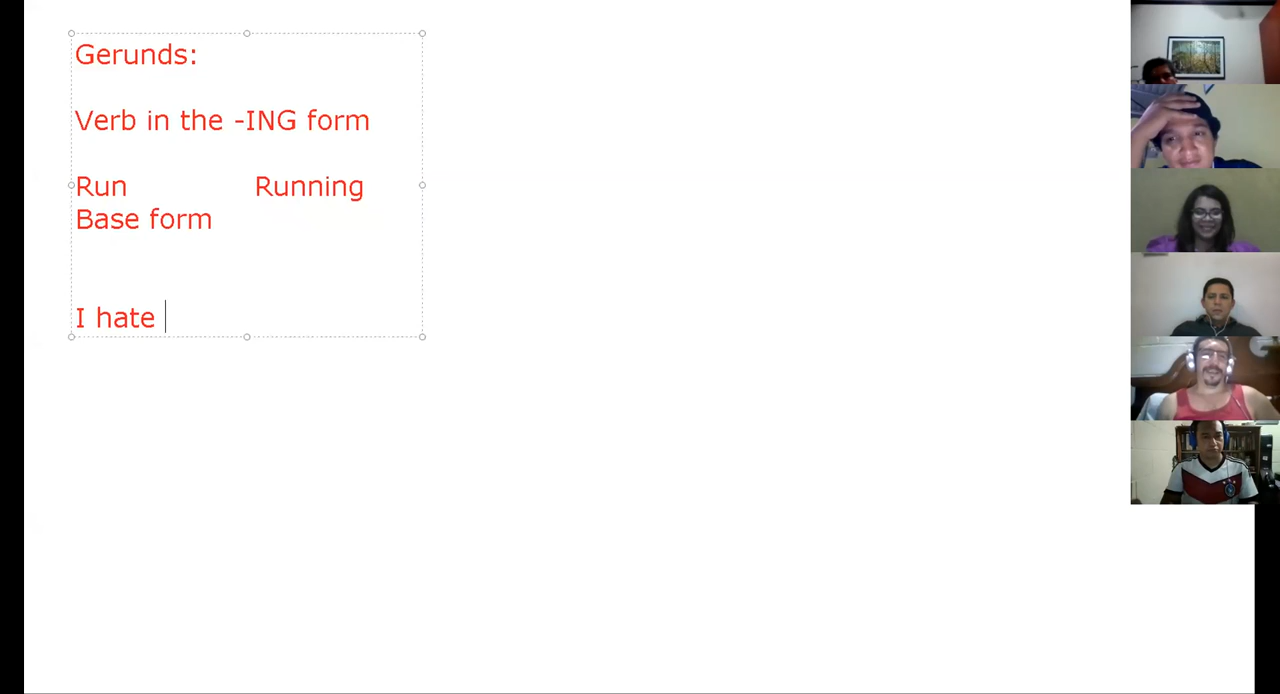 Gerunds:
Verb in the -ING form
Run Running
Base form
I hate